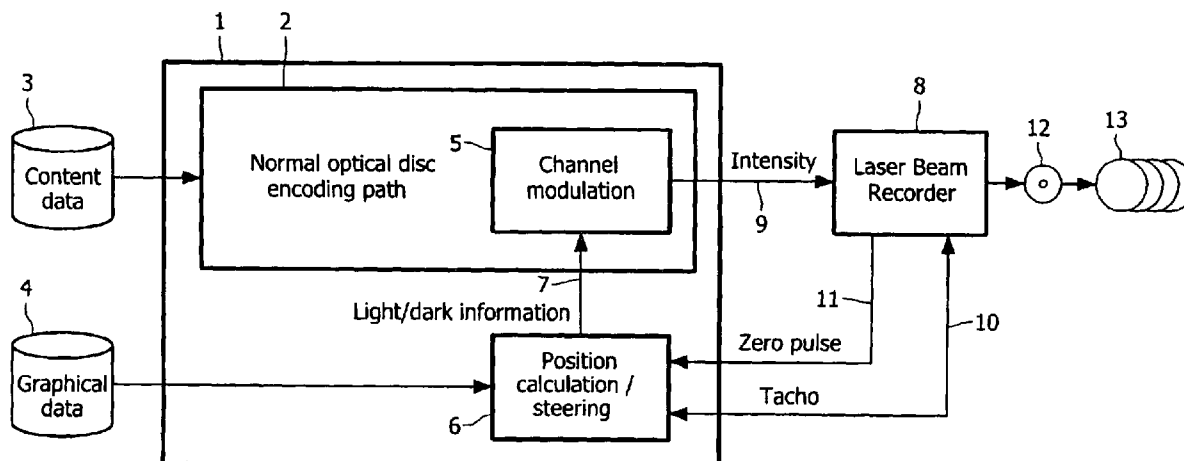 1
2
3
Content
data
Normal optical disc
encoding path
5
Channel
modulation
Intensity
9
8
Laser Beam
Recorder
12
13
7
Light/dark information
4
Graphical
data
Position
calculation /
steering
6
Zero pulse
11
Tacho
10